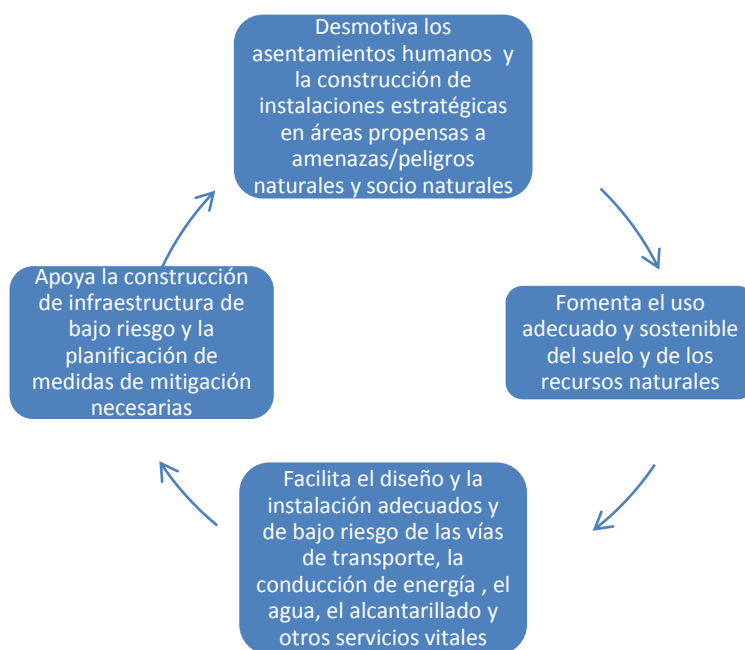 Desmotiva los
asentamientos humanos y
la construcción de
instalaciones estratégicas
en áreas propensas a
amenazas/peligros
naturales y socio naturales
Fomenta el uso
adecuado y sostenible
del suelo y de los
recursos naturales
Facilita el diseño y la
instalación adecuados y
de bajo riesgo de las vías
de transporte, la
conducción de energía , el
agua, el alcantarillado y
otros servicios vitales
Apoya la construcción
de infraestructura de
bajo riesgo y la
planificación de
medidas de mitigación
necesarias